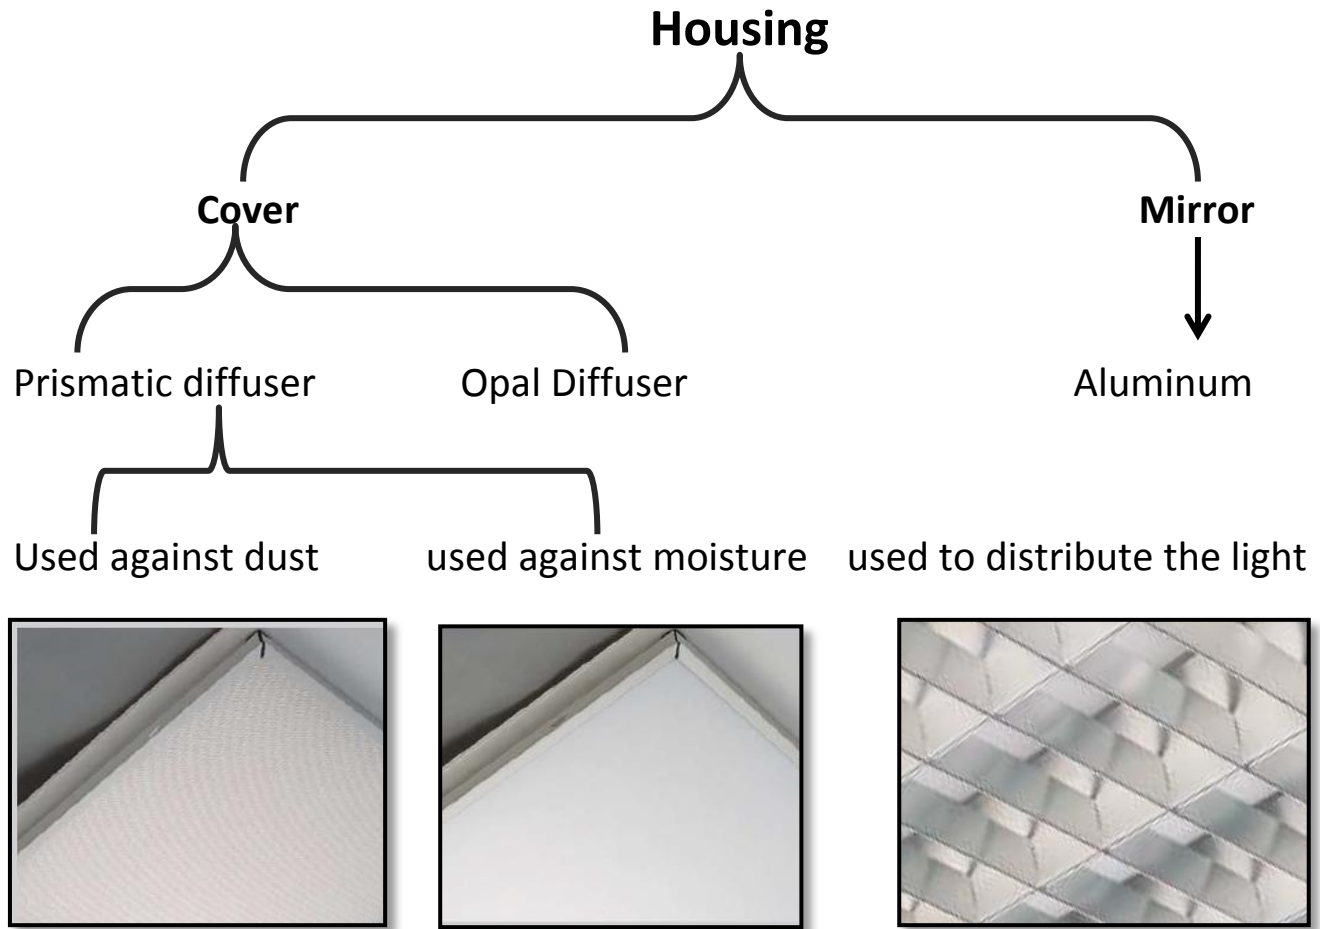 Housing
Cover
Mirror
Prismatic diffuser
Opal Diffuser
Aluminum
Used against dust
used against moisture
used to distribute the light